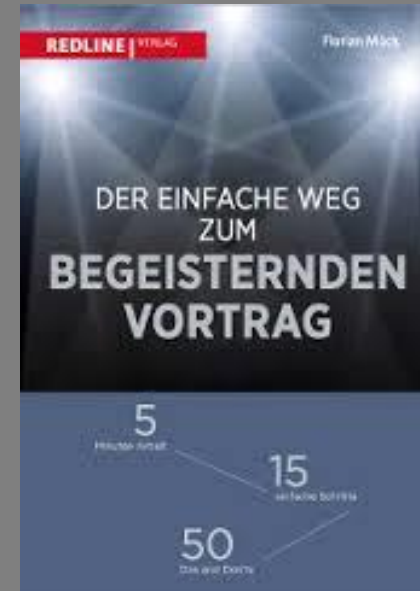 REDLINE | VERLAG
Florian Mück
DER EINFACHE WEG
ZUM
BEGEISTERNDEN
VORTRAG
5
Minuten Arbeit
15
einfache Schritte
50
Dos and Don'ts